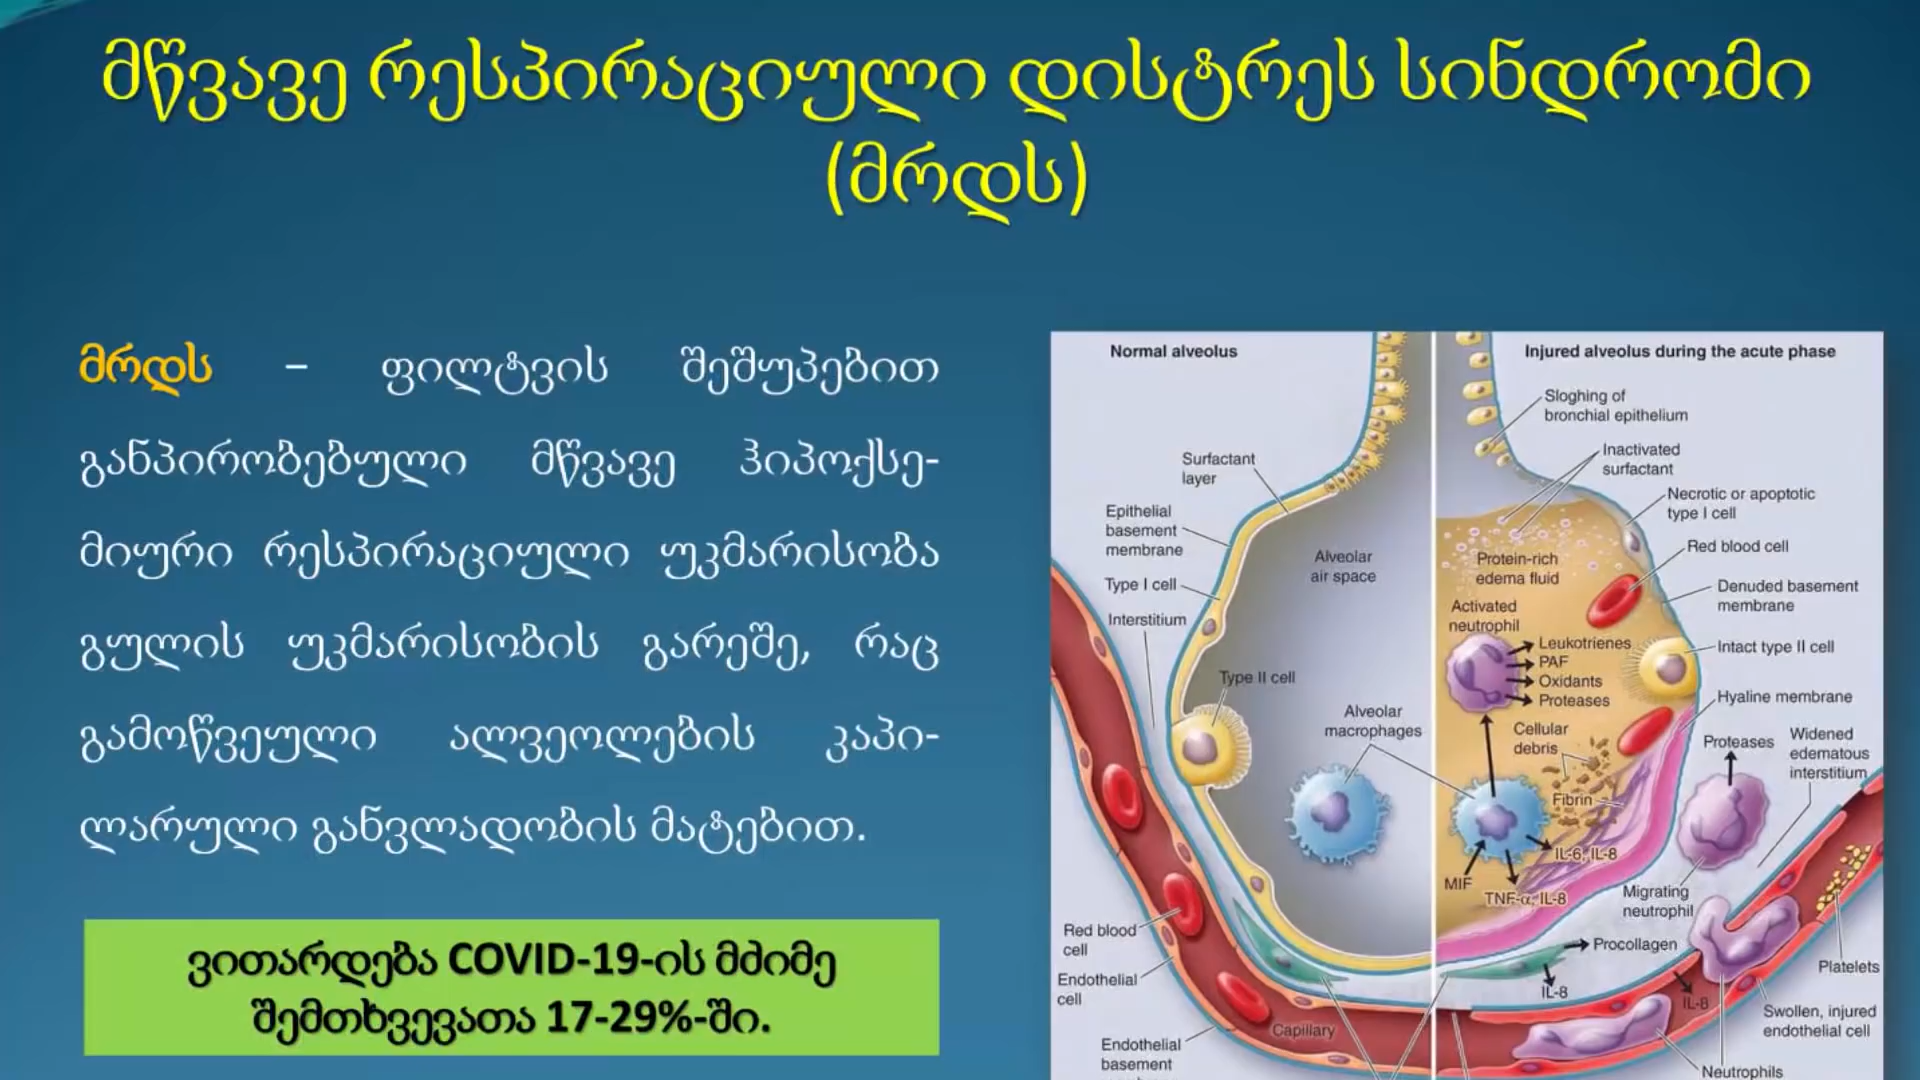 მწვავე რესპირაციული დისტრეს სინდრომი
(მრდს)
მრდს – ფილტვის შეშუპებით
განპირობებული მწვავე ჰიპოქსე-
მიური რესპირაციული უკმარისობა
გულის უკმარისობის გარეშე, რაც
გამოწვეული ალვეოლების კაპი-
ლარული განვლადობის მატებით.
ვითარდება COVID-19-ის მძიმე
შემთხვევათა 17-29%-ში.
Normal alveolus
Surfactant
layer
Epithelial
basement
membrane
Type I cell
Interstitium
Type II cell
Alveolar
air space
Alveolar
macrophages
Red blood
cell
Endothelial
cell
Endothelial
basement
Capillary
Injured alveolus during the acute phase
Sloghing of
bronchial epithelium
Inactivated
surfactant
Necrotic or apoptotic
type I cell
Red blood cell
Protein-rich
edema fluid
Denuded basement
membrane
Activated
neutrophil
Leukotrienes
PAF
Oxidants
Proteases
Intact type II cell
Hyaline membrane
Cellular
debris
Proteases
Widened
edematous
interstitium
Fibrin
IL-6, IL-8
MIF
TNF-α, IL-8
Migrating
neutrophil
Procollagen
IL-8
IL-8
Platelets
Swollen, injured
endothelial cell
Neutrophils